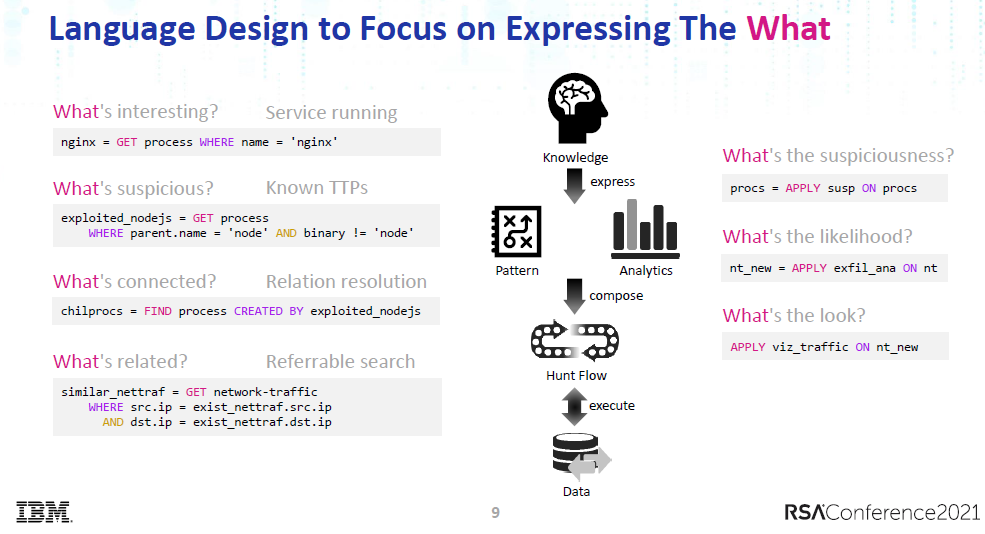 Language Design to Focus on Expressing The What
What's interesting? Service running
nginx = GET process WHERE name = 'nginx'
What's suspicious? Known TTPs
exploited_nodejs = GET process
WHERE parent.name = 'node' AND binary != 'node'
What's connected? Relation resolution
chilprocs = FIND process CREATED BY exploited_nodejs
What's related? Referrable search
similar_nettraf = GET network-traffic
WHERE src.ip = exist_nettraf.src.ip
AND dst.ip = exist_nettraf.dst.ip
Knowledge
express
Pattern
Analytics
compose
Hunt Flow
execute
Data
What's the suspiciousness?
procs = APPLY susp ON procs
What's the likelihood?
nt_new = APPLY exfil_ana ON nt
What's the look?
APPLY viz_traffic ON nt_new
IBM.
9
RSAConference2021